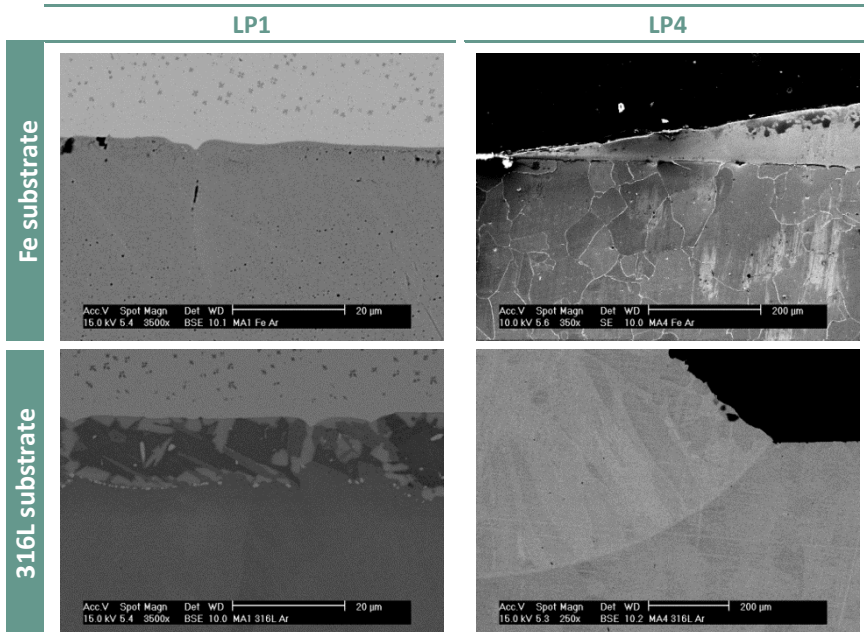 LP1
LP4
Fe substrate
Acc.V Spot Magn Det WD 20 µm
15.0 kV 5.4 3500x BSE 10.1 MA1 Fe Ar
Acc.V Spot Magn Det WD 200 µm
10.0 kV 5.6 350x SE 10.0 MA4 Fe Ar
316L substrate
Acc.V Spot Magn Det WD 20 µm
15.0 kV 5.4 3500x BSE 10.0 MA1 316L Ar
Acc.V Spot Magn Det WD 200 µm
15.0 kV 5.3 250x BSE 10.2 MA4 316L Ar